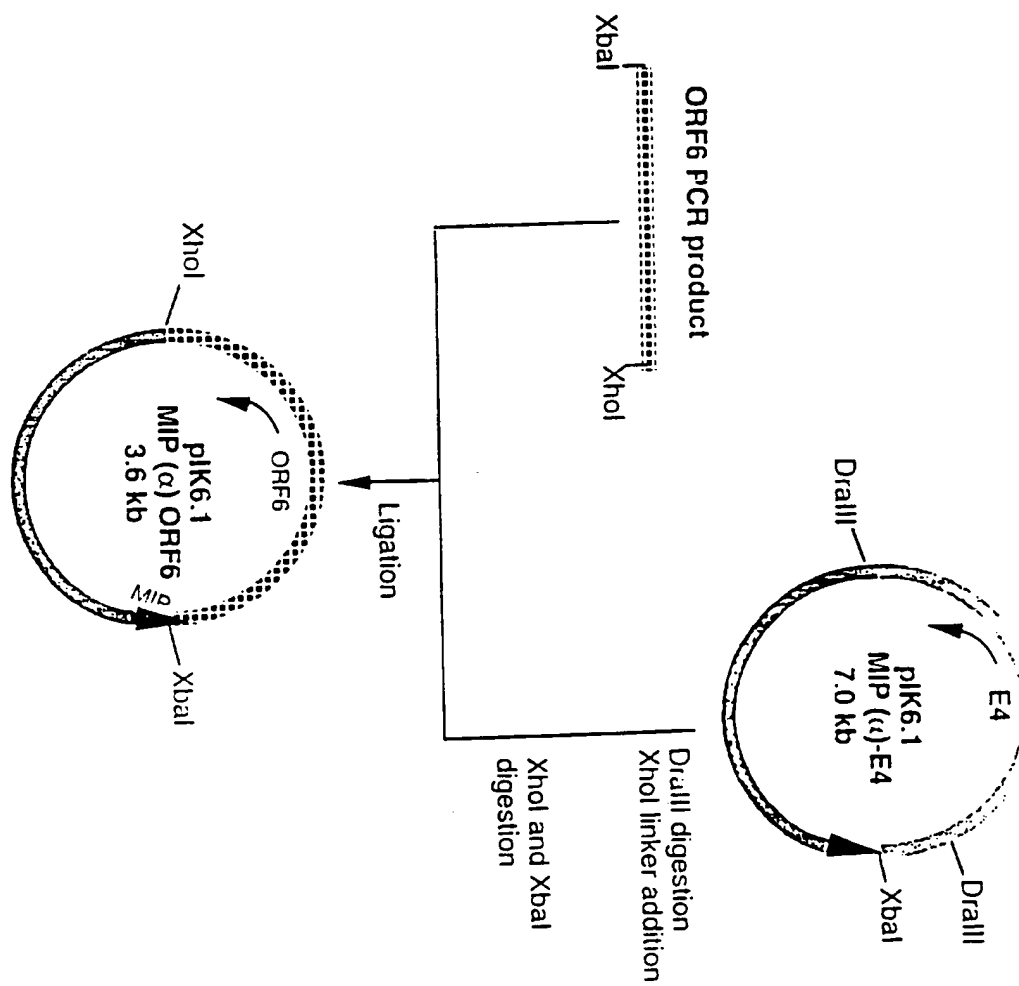 ORF6 PCR product
XbaI
XhoI
DraIII
E4
DraIII
XbaI
pIK6.1
MIP (α)-E4
7.0 kb
DraIII digestion
XhoI linker addition
XhoI and XbaI
digestion
Ligation
XhoI
ORF6
pIK6.1
MIP (α) ORF6
3.6 kb
MIP
XbaI